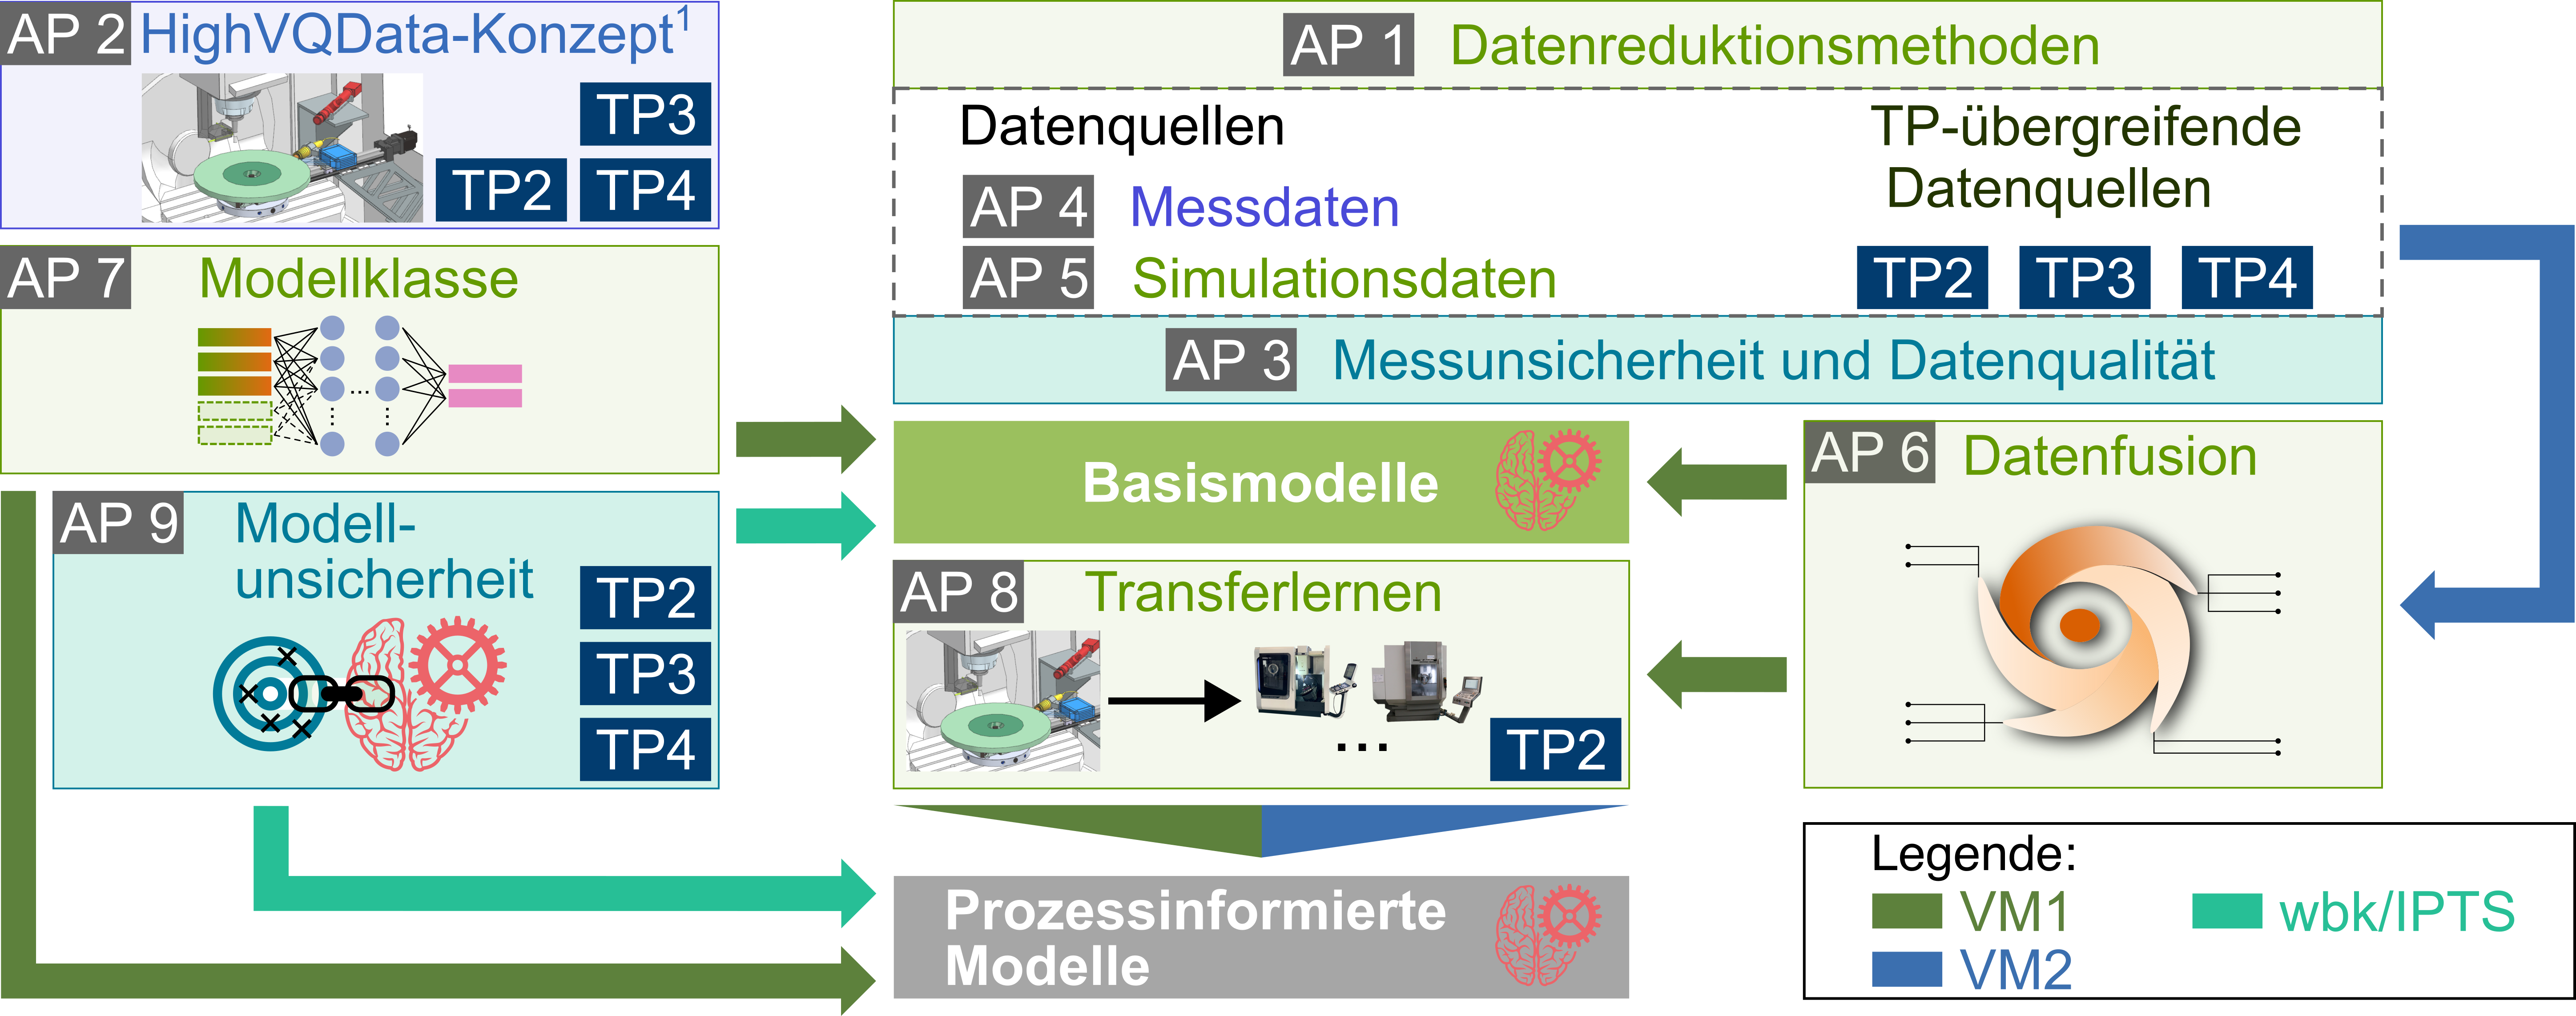 AP 2 HighVQData-Konzept¹
TP3
TP2 TP4
AP 1 Datenreduktionsmethoden
Datenquellen
AP 4 Messdaten
AP 5 Simulationsdaten
TP-übergreifende
Datenquellen
TP2 TP3 TP4
AP 3 Messunsicherheit und Datenqualität
AP 7 Modellklasse
...
AP 9 Modell-
unsicherheit
TP2
TP3
TP4
Basismodelle
AP 6 Datenfusion
AP 8 Transferlernen
...
TP2
Prozessinformierte
Modelle
Legende:
VM1 wbk/IPTS
VM2